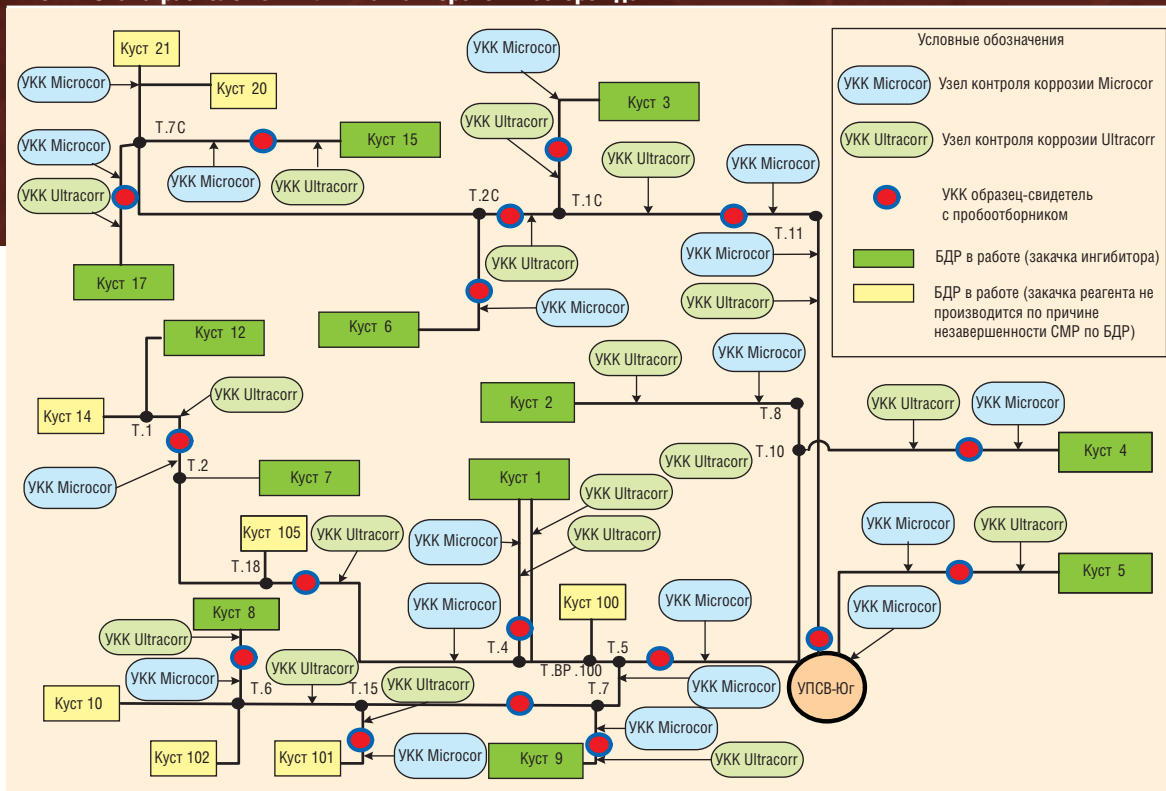 Куст 21
УКК Microcor
Куст 20
УКК Microcor
Куст 3
Т.7С
УКК Microcor
Куст 15
УКК Ultracorr
УКК Ultracorr
УКК Microcor
УКК Ultracorr
УКК Microcor
УКК Ultracorr
Т.2С
Т.1С
Т.11
УКК Ultracorr
УКК Microcor
Куст 17
УКК Ultracorr
Куст 6
УКК Microcor
Условные обозначения
УКК Microcor
Узел контроля коррозии Microcor
УКК Ultracorr
Узел контроля коррозии Ultracorr
УКК образец-свидетель
с пробоотборником
БДР в работе (закачка ингибитора)
БДР в работе (закачка реагента не
производится по причине
незавершенности СМР по БДР)
Куст 12
УКК Ultracorr
УКК Microcor
Куст 14
Т.1
УКК Ultracorr
Куст 2
Т.8
УКК Ultracorr
УКК Microcor
Т.10
Куст 4
УКК Microcor
Т.2
Куст 7
Куст 1
УКК Ultracorr
УКК Ultracorr
УКК Ultracorr
УКК Microcor
Куст 105
УКК Ultracorr
Т.18
УКК Microcor
УКК Ultracorr
Куст 5
УКК Microcor
Куст 8
УКК Microcor
Куст 100
УКК Microcor
УКК Ultracorr
Т.4
Т.ВР.100
Т.5
УКК Microcor
Т.6
УКК Ultracorr
Т.15
УКК Ultracorr
Т.7
УКК Microcor
УПСВ-Юг
Куст 10
УКК Microcor
Куст 102
Куст 101
УКК Microcor
Куст 9
УКК Ultracorr